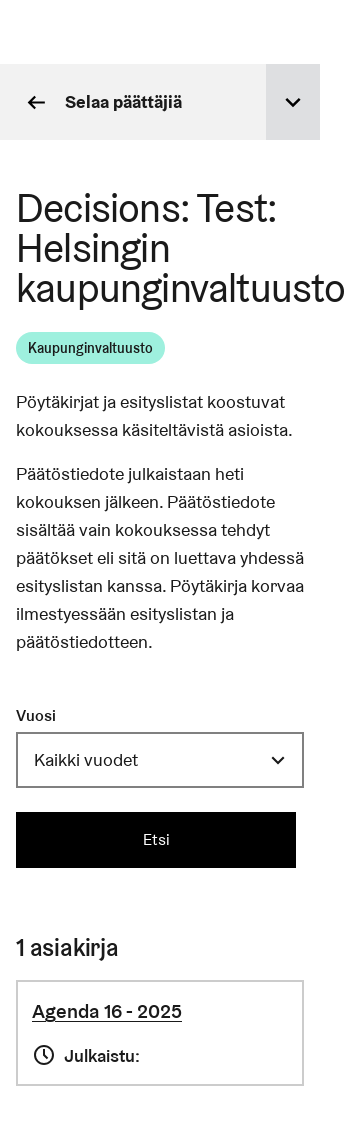 Selaa päättäjiä
Decisions: Test:
Helsingin
kaupunginvaltuusto
Kaupunginvaltuusto
Pöytäkirjat ja esityslistat koostuvat
kokouksessa käsiteltävistä asioista.
Päätöstiedote julkaistaan heti
kokouksen jälkeen. Päätöstiedote
sisältää vain kokouksessa tehdyt
päätökset eli sitä on luettava yhdessä
esityslistan kanssa. Pöytäkirja korvaa
ilmestyessään esityslistan ja
päätöstiedotteen.
Vuosi
Kaikki vuodet
Etsi
1 asiakirja
Agenda 16 - 2025
Julkaistu: